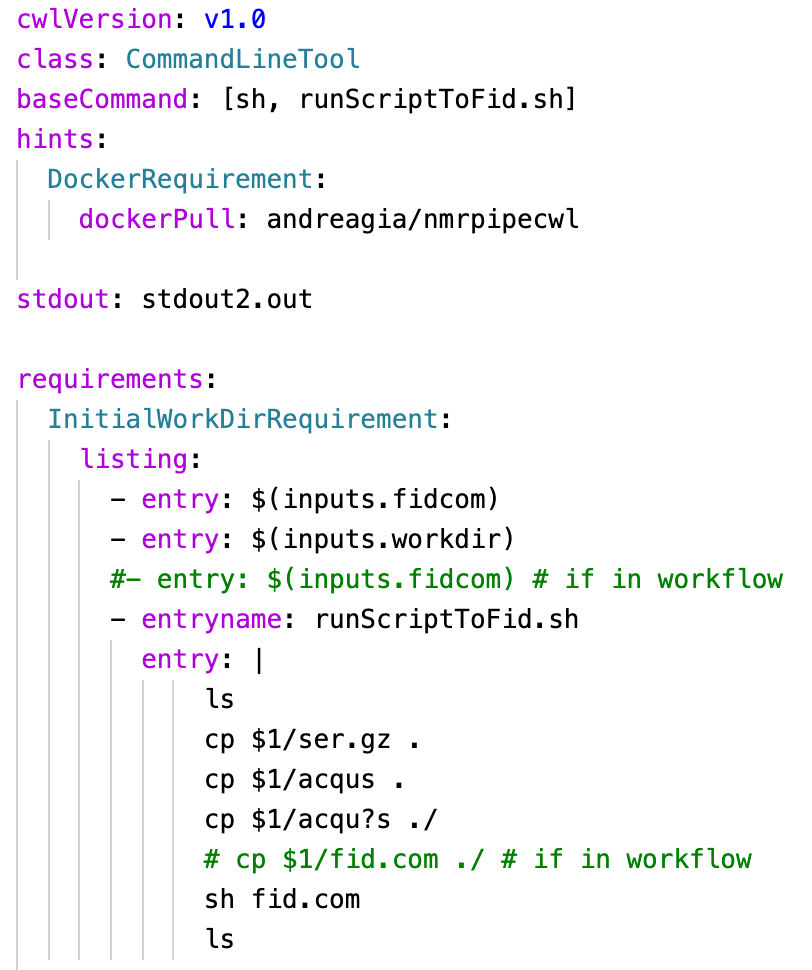 cwlVersion: v1.0
class: CommandLineTool
baseCommand: [sh, runScriptToFid.sh]
hints:
  DockerRequirement:
    dockerPull: andreagia/nmrpipecwl

stdout: stdout2.out

requirements:
  InitialWorkDirRequirement:
    listing:
      - entry: $(inputs.fidcom)
      - entry: $(inputs.workdir)
      #- entry: $(inputs.fidcom) # if in workflow
      - entryname: runScriptToFid.sh
        entry: |
            ls
            cp $1/ser.gz .
            cp $1/acqus .
            cp $1/acqu?s ./
            # cp $1/fid.com ./ # if in workflow
            sh fid.com
            ls